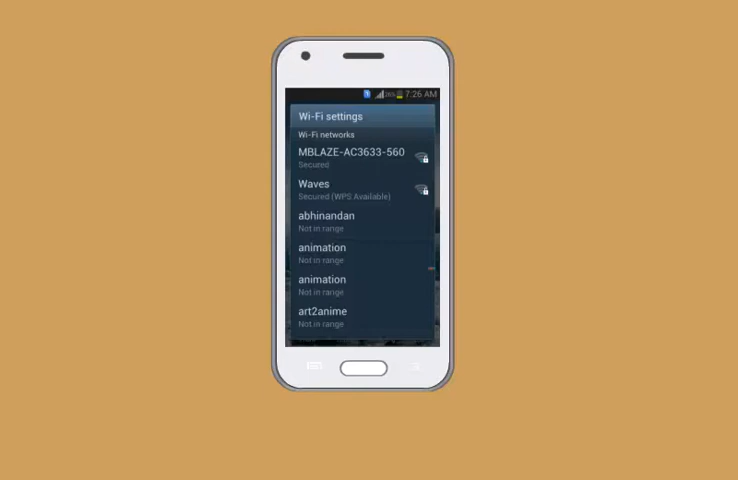 7:26 AM
Wi-Fi settings
Wi-Fi networks
MBLAZE-AC3633-560
Secured
Waves
Secured (WPS Available)
abhinandan
Not in range
animation
Not in range
animation
Not in range
art2anime
Not in range